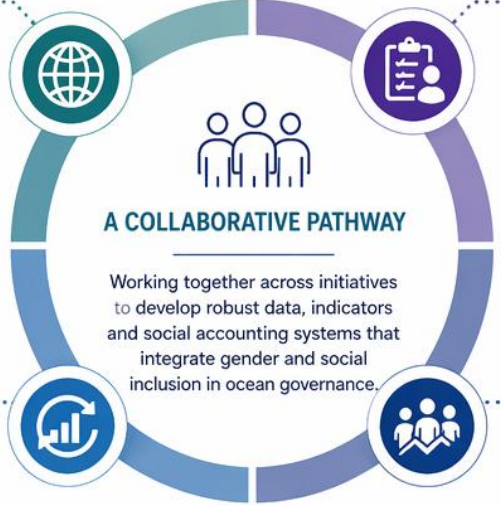 A COLLABORATIVE PATHWAY
Working together across initiatives
to develop robust data, indicators
and social accounting systems that
integrate gender and social
inclusion in ocean governance.